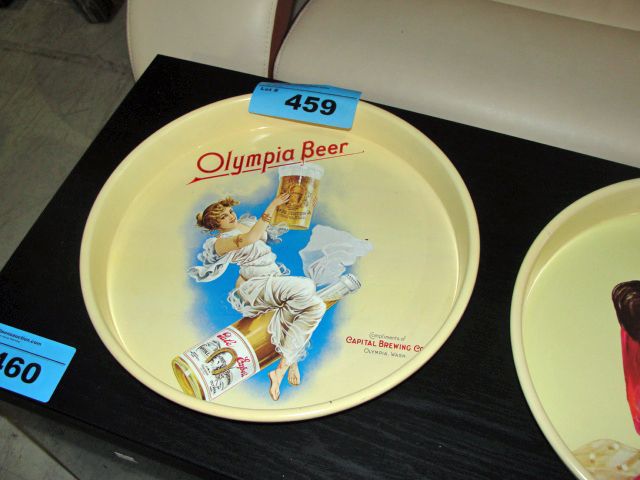 Lot #
459
Olympia Beer
Compliments of
CAPITAL BREWING CO
OLYMPIA, WASH.
460